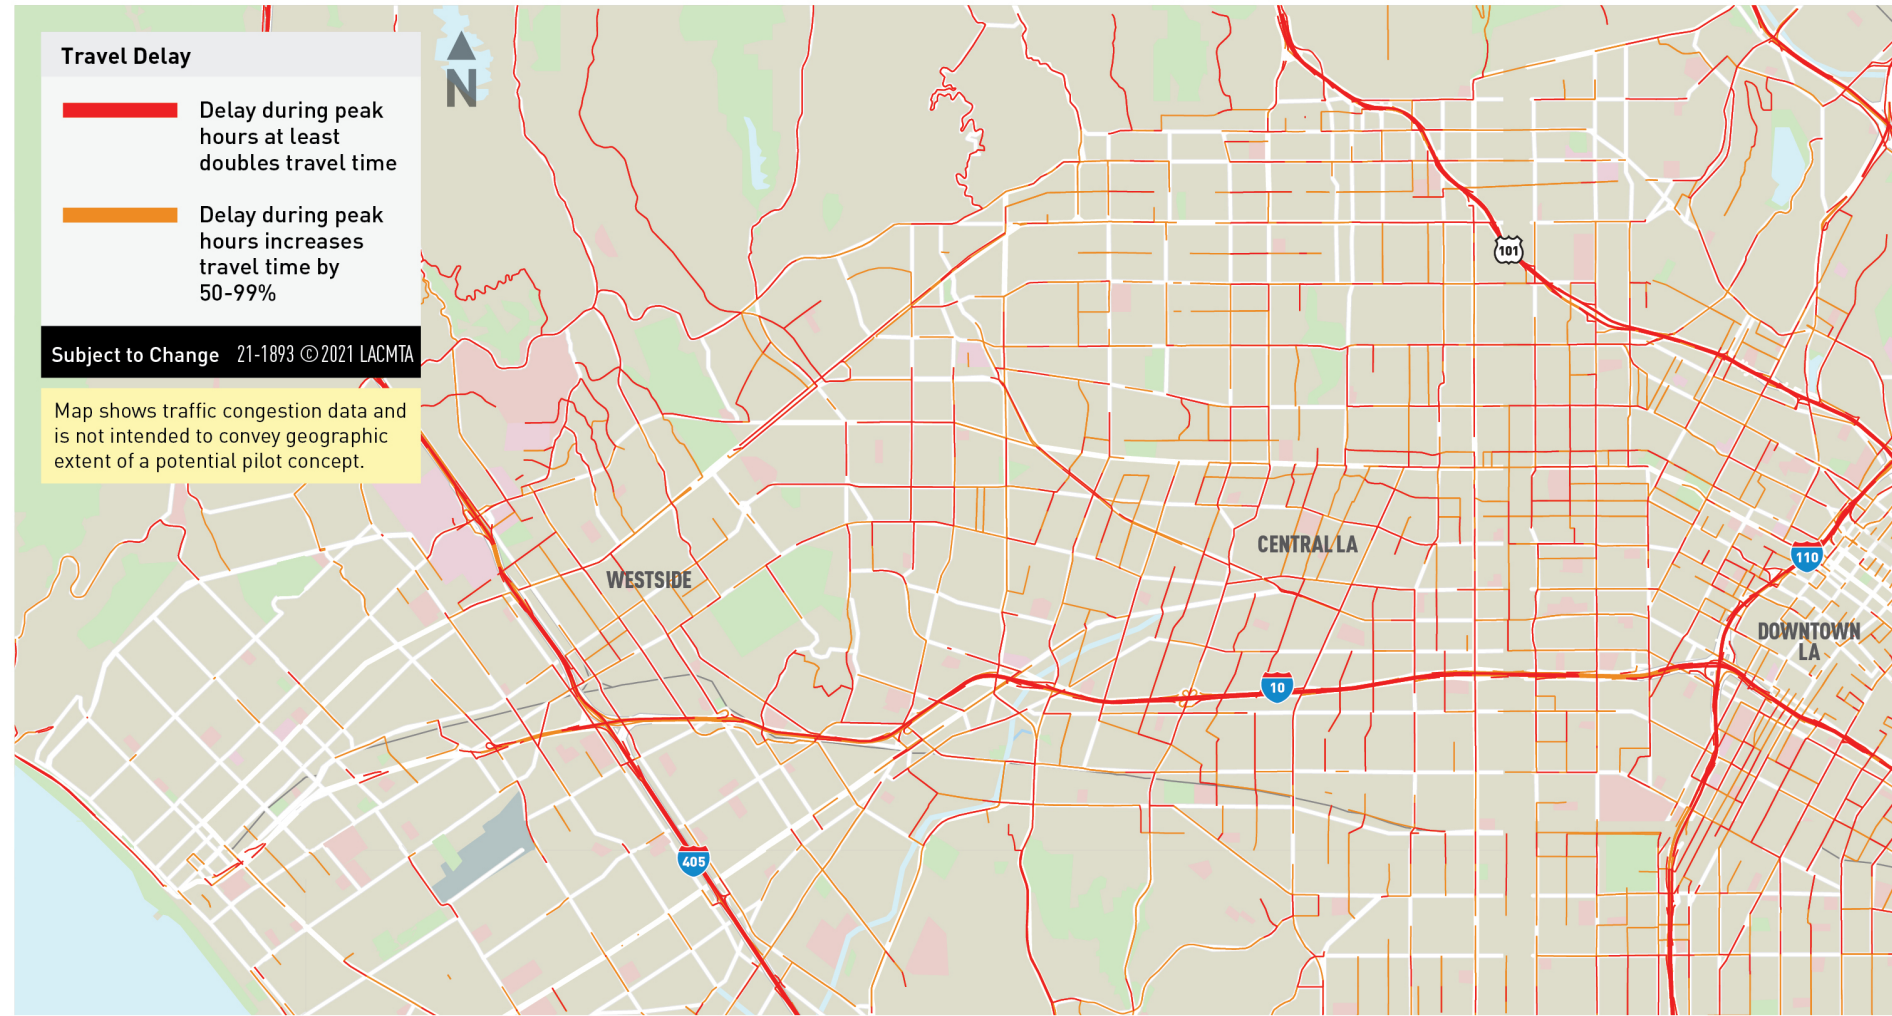 Travel Delay
Delay during peak
hours at least
doubles travel time
Delay during peak
hours increases
travel time by
50-99%
Subject to Change 21-1893 ©2021 LACMTA
Map shows traffic congestion data and
is not intended to convey geographic
extent of a potential pilot concept.
N
101
CENTRAL LA
110
WESTSIDE
DOWNTOWN
LA
10
405